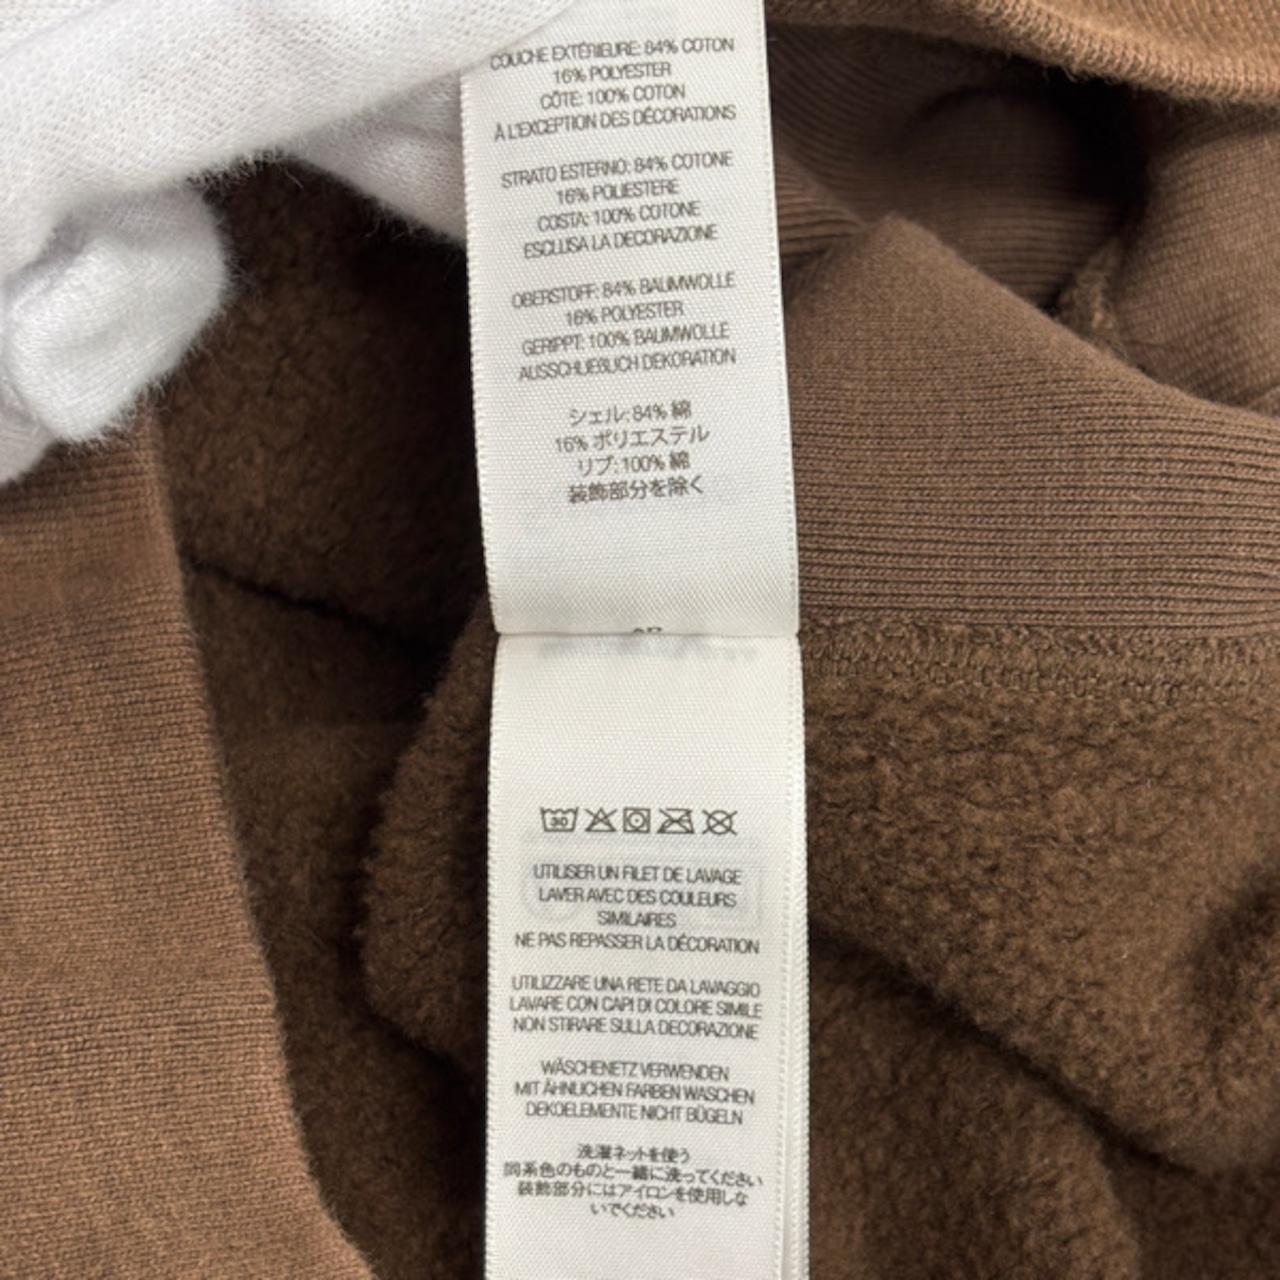 COUCHE EXTÉRIEURE: 84% COTON
16% POLYESTER
CÔTE: 100% COTON
À L'EXCEPTION DES DÉCORATIONS
STRATO ESTERNO: 84% COTONE
16% POLIESTERE
COSTA: 100% COTONE
ESCLUSA LA DECORAZIONE
OBERSTOFF: 84% BAUMWOLLE
16% POLYESTER
GERIPPT: 100% BAUMWOLLE
AUSSCHLIEßLICH DEKORATION
シェル: 84% 綿
16% ポリエステル
リブ: 100% 綿
装飾部分を除く
30
UTILISER UN FILET DE LAVAGE
LAVER AVEC DES COULEURS
SIMILAIRES
NE PAS REPASSER LA DÉCORATION
UTILIZZARE UNA RETE DA LAVAGGIO
LAVARE CON CAPI DI COLORE SIMILE
NON STIRARE SULLA DECORAZIONE
WÄSCHENETZ VERWENDEN
MIT ÄHNLICHEN FARBEN WASCHEN
DEKOELEMENTE NICHT BÜGELN
洗濯ネットを使う
同系色のものと一緒に洗ってください
装飾部分にはアイロンを使用しな
いでください